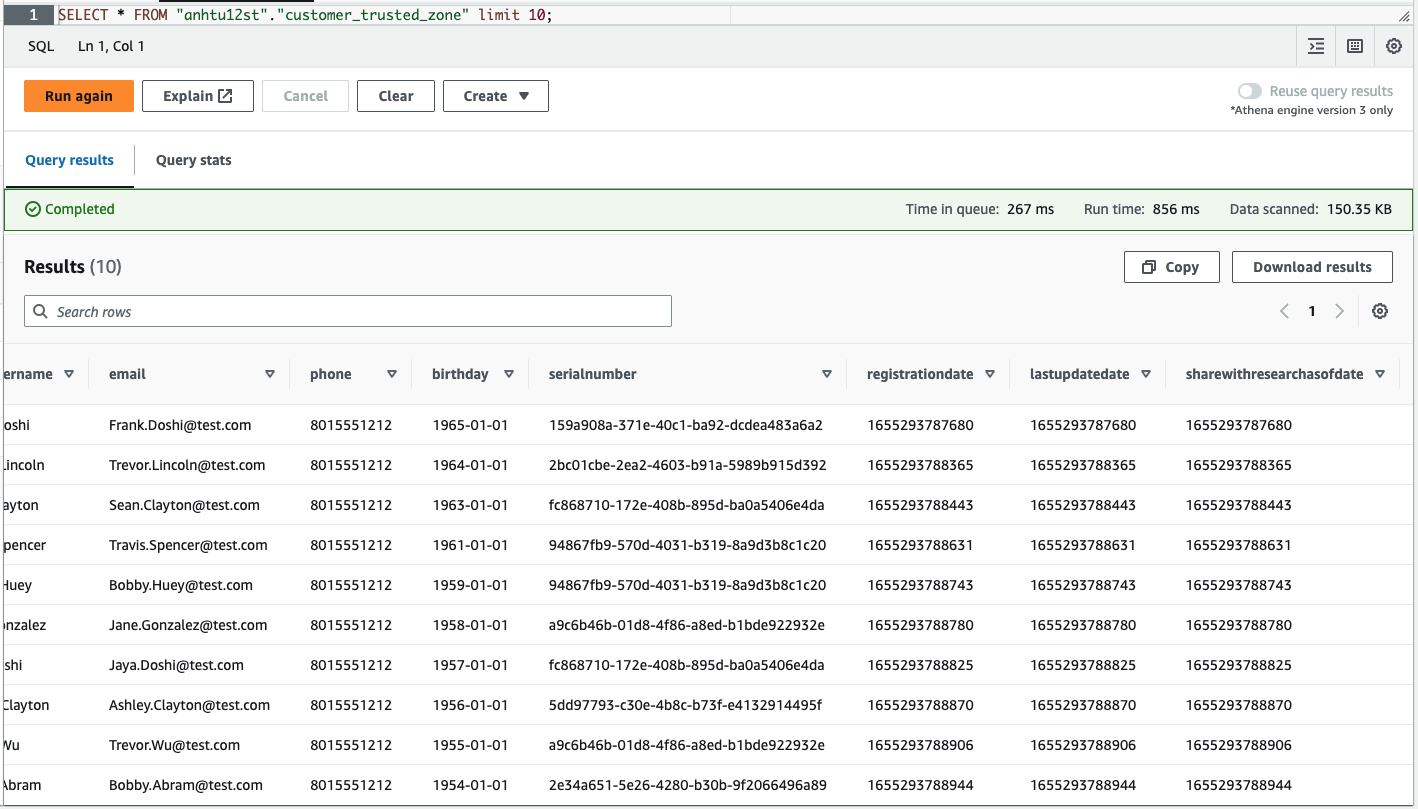 1 SELECT * FROM "anhtu12st"."customer_trusted_zone" limit 10;
SQL Ln 1, Col 1
Run again Explain Cancel Clear Create Reuse query results
*Athena engine version 3 only
Query results Query stats
Completed Time in queue: 267 ms Run time: 856 ms Data scanned: 150.35 KB
Results (10) Copy Download results
Search rows 1
ername email phone birthday serialnumber registrationdate lastupdatedate sharewithresearchasofdate
oshi Frank.Doshi@test.com 8015551212 1965-01-01 159a908a-371e-40c1-ba92-dcdea483a6a2 1655293787680 1655293787680 1655293787680
Lincoln Trevor.Lincoln@test.com 8015551212 1964-01-01 2bc01cbe-2ea2-4603-b91a-5989b915d392 1655293788365 1655293788365 1655293788365
ayton Sean.Clayton@test.com 8015551212 1963-01-01 fc868710-172e-408b-895d-ba0a5406e4da 1655293788443 1655293788443 1655293788443
pencer Travis.Spencer@test.com 8015551212 1961-01-01 94867fb9-570d-4031-b319-8a9d3b8c1c20 1655293788631 1655293788631 1655293788631
Huey Bobby.Huey@test.com 8015551212 1959-01-01 94867fb9-570d-4031-b319-8a9d3b8c1c20 1655293788743 1655293788743 1655293788743
onzalez Jane.Gonzalez@test.com 8015551212 1958-01-01 a9c6b46b-01d8-4f86-a8ed-b1bde922932e 1655293788780 1655293788780 1655293788780
shi Jaya.Doshi@test.com 8015551212 1957-01-01 fc868710-172e-408b-895d-ba0a5406e4da 1655293788825 1655293788825 1655293788825
Clayton Ashley.Clayton@test.com 8015551212 1956-01-01 5dd97793-c30e-4b8c-b73f-e4132914495f 1655293788870 1655293788870 1655293788870
Wu Trevor.Wu@test.com 8015551212 1955-01-01 a9c6b46b-01d8-4f86-a8ed-b1bde922932e 1655293788906 1655293788906 1655293788906
Abram Bobby.Abram@test.com 8015551212 1954-01-01 2e34a651-5e26-4280-b30b-9f2066496a89 1655293788944 1655293788944 1655293788944